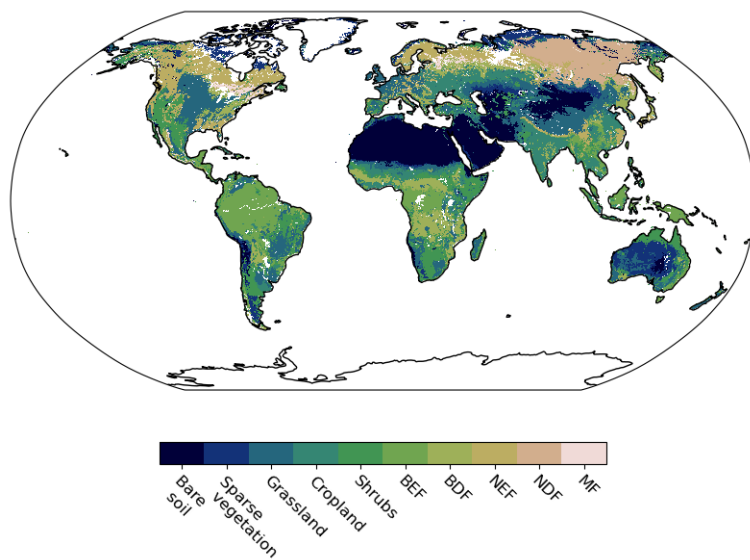 Bare
soil
Sparse
vegetation
Grassland
Cropland
Shrubs
BEF
BDF
NEF
NDF
MF